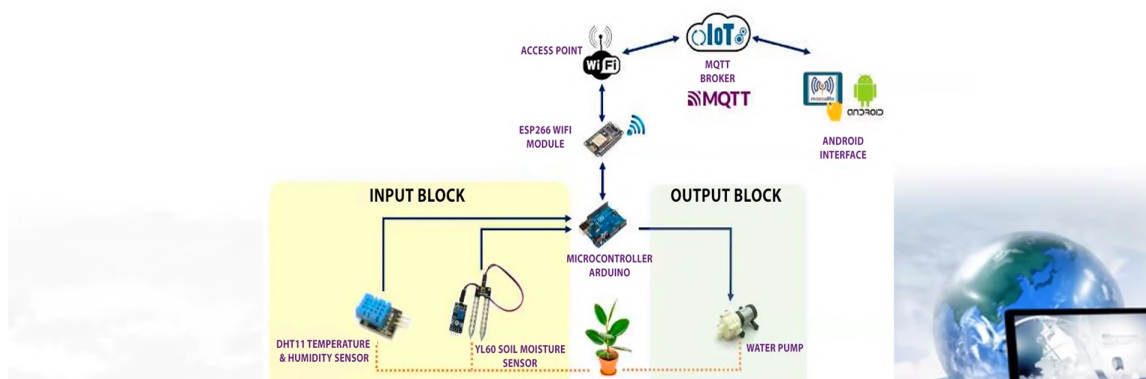 ACCESS POINT
WiFi
IoT
MQTT
BROKER
MQTT
ANDROID
ANDROID
INTERFACE
ESP266 WIFI
MODULE
INPUT BLOCK
OUTPUT BLOCK
MICROCONTROLLER
ARDUINO
DHT11 TEMPERATURE
& HUMIDITY SENSOR
YL60 SOIL MOISTURE
SENSOR
WATER PUMP